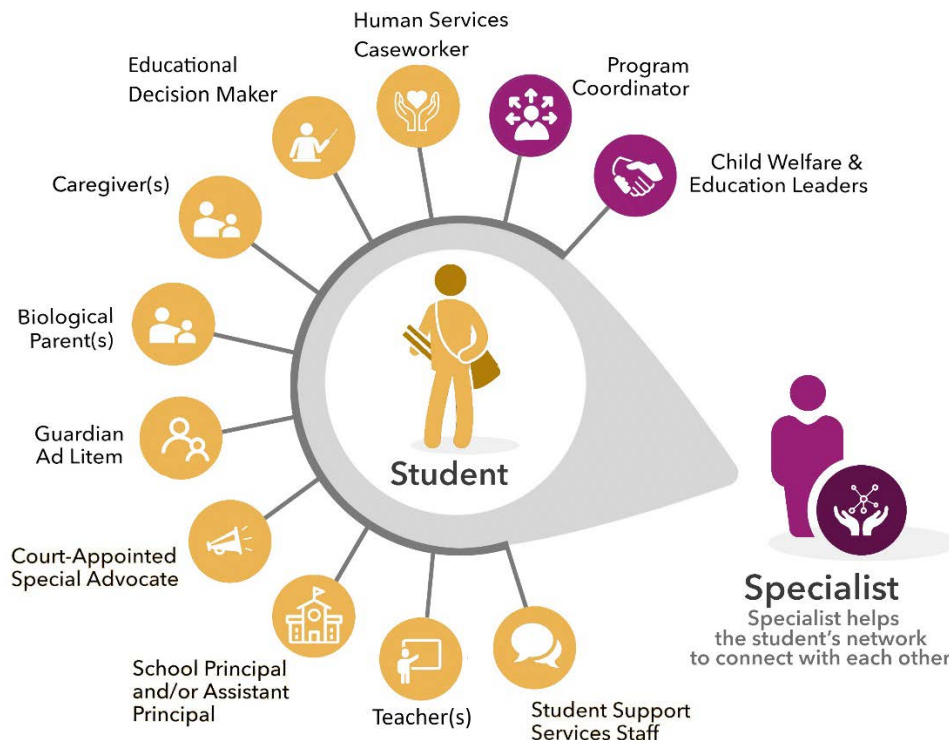 Human Services
Caseworker
Educational
Decision Maker
Program
Coordinator
Child Welfare &
Education Leaders
Caregiver(s)
Biological
Parent(s)
Guardian
Ad Litem
Court-Appointed
Special Advocate
School Principal
and/or Assistant
Principal
Teacher(s)
Student Support
Services Staff
Student
Specialist
Specialist helps
the student's network
to connect with each other